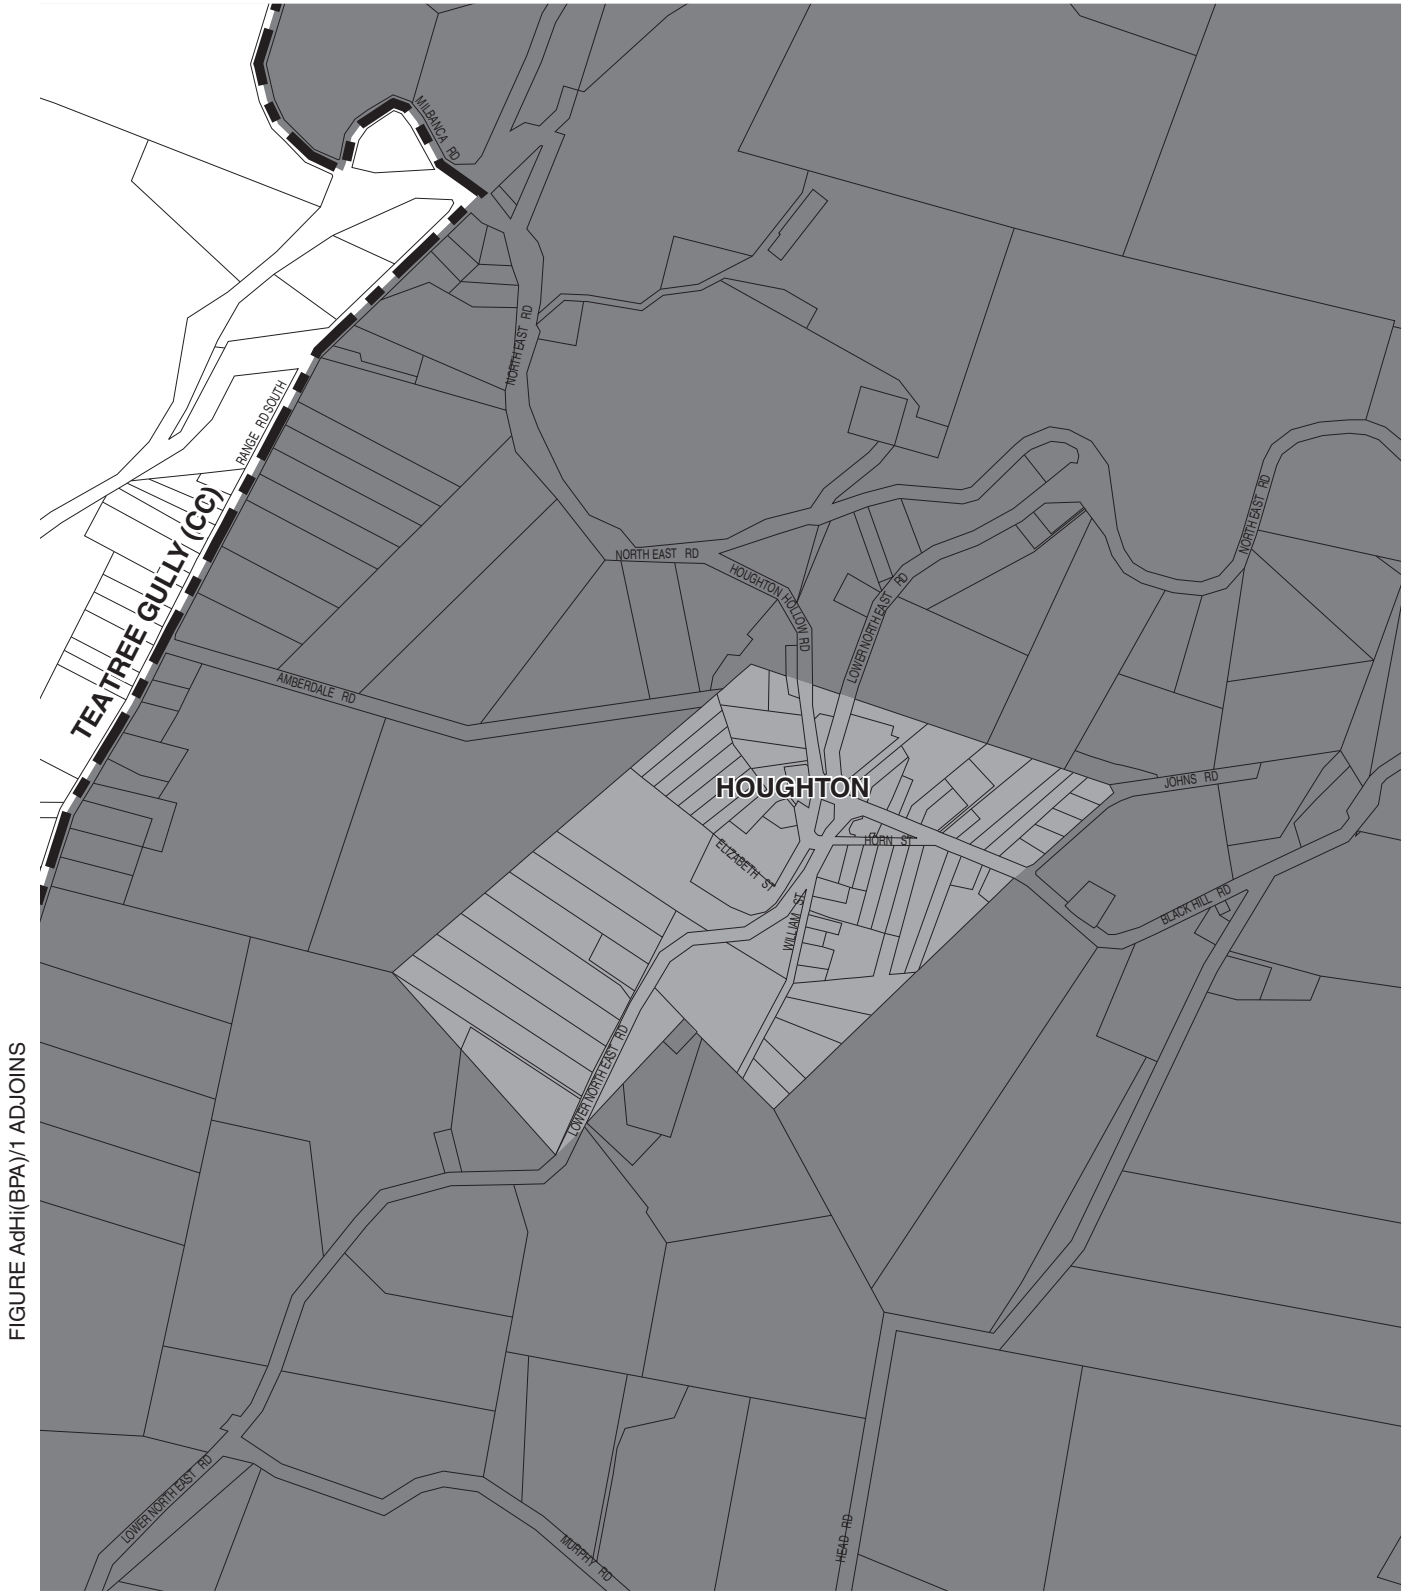 MILBANCA RD
NORTH EAST RD
RANGE RD SOUTH
TEATREE GULLY (CC)
NORTH EAST RD
NORTH EAST RD
HOUGHTON HOLLOW RD
LOWER NORTH EAST RD
AMBERDALE RD
HOUGHTON
JOHNS RD
HORN ST
ELIZABETH ST
WILLIAM ST
BLACK HILL RD
LOWER NORTH EAST RD
FIGURE AdHi(BPA)/1 ADJOINS
LOWER NORTH EAST RD
MURPHY RD
HEAD RD